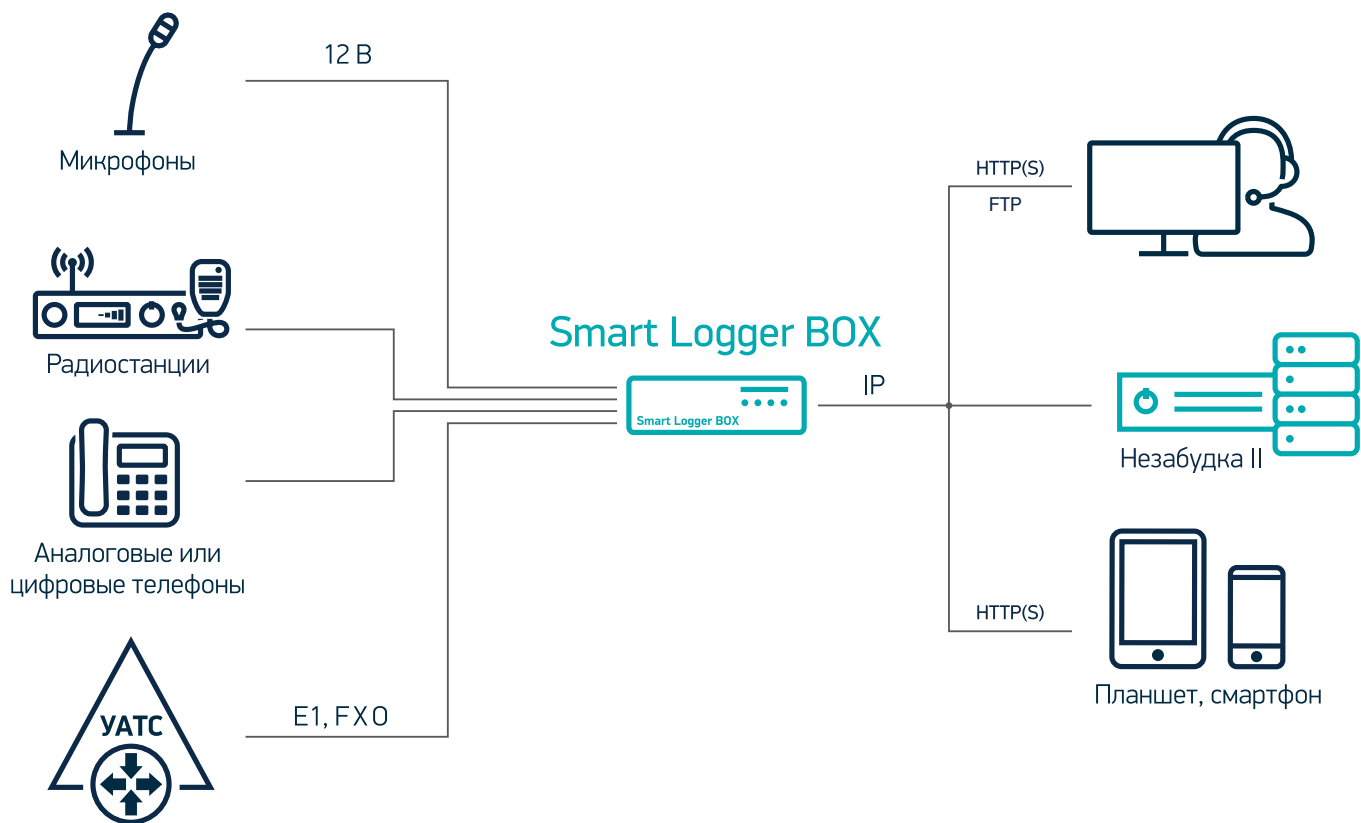 12 В
Микрофоны
Радиостанции
Аналоговые или
цифровые телефоны
УАТС
E1, FXO
Smart Logger BOX
Smart Logger BOX
IP
HTTP(S)
FTP
Незабудка II
HTTP(S)
Планшет, смартфон